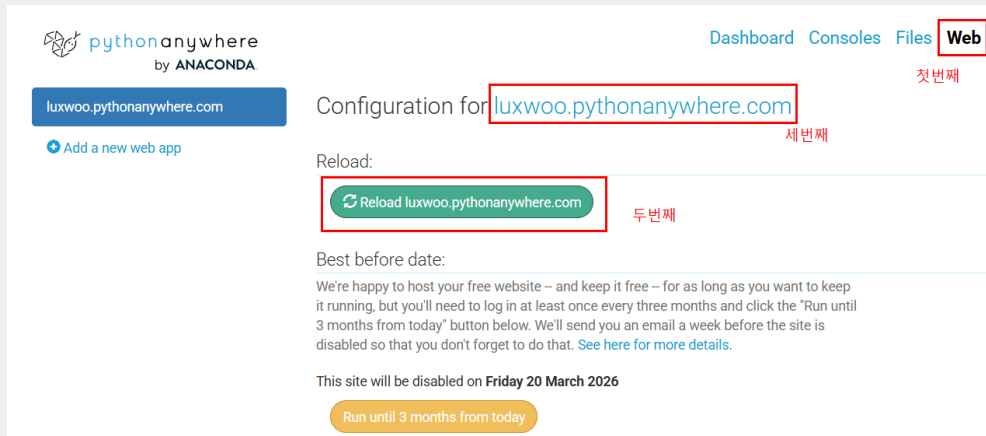 pythonanywhere
by ANACONDA.
Dashboard Consoles Files Web
첫번째
luxwoo.pythonanywhere.com
Add a new web app
Configuration for luxwoo.pythonanywhere.com
세번째
Reload:
Reload luxwoo.pythonanywhere.com
두번째
Best before date:
We're happy to host your free website -- and keep it free -- for as long as you want to keep
it running, but you'll need to log in at least once every three months and click the "Run until
3 months from today" button below. We'll send you an email a week before the site is
disabled so that you don't forget to do that. See here for more details.
This site will be disabled on Friday 20 March 2026
Run until 3 months from today